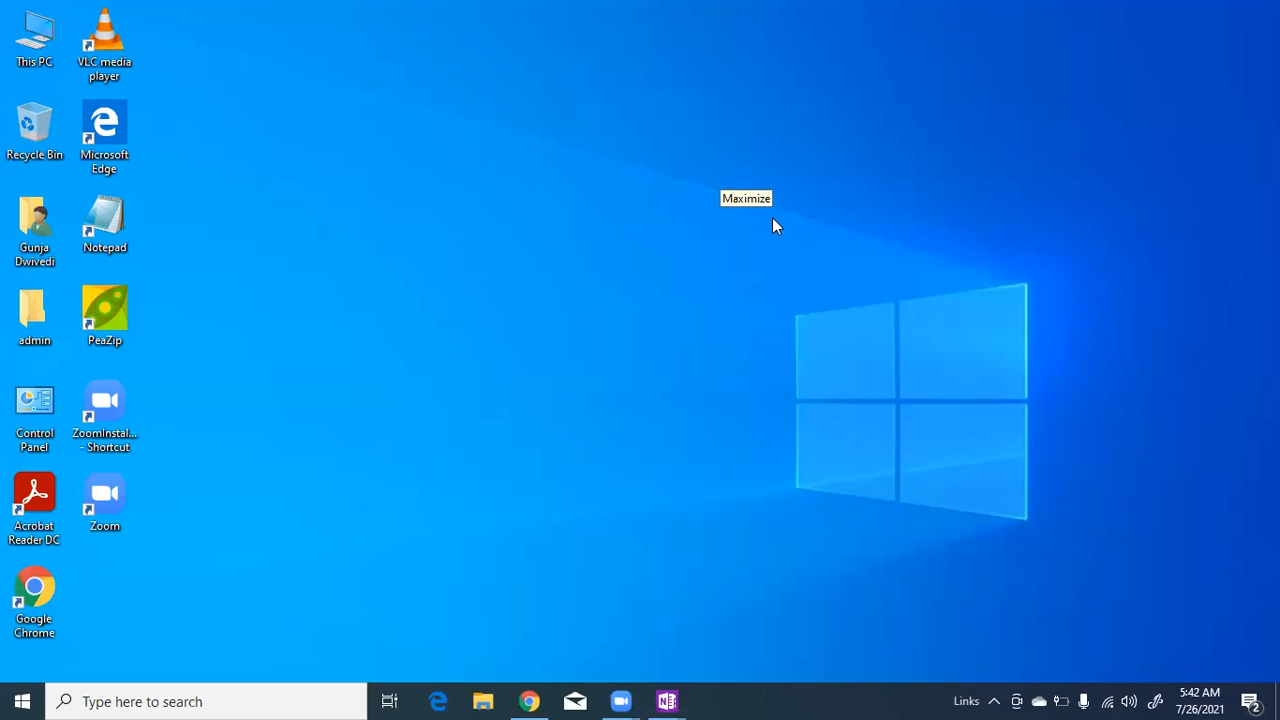 This PC
VLC media
player
Recycle Bin
Microsoft
Edge
Maximize
Gunja
Dwivedi
Notepad
admin
PeaZip
Control
Panel
ZoomInstal...
- Shortcut
Acrobat
Reader DC
Zoom
Google
Chrome
Type here to search
N
Links
5:42 AM
7/26/2021
2